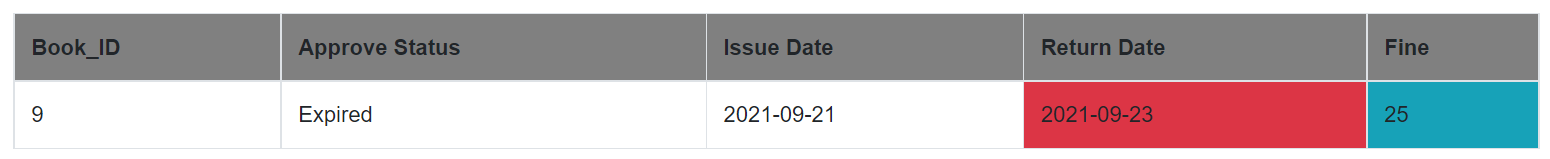 Book_ID Approve Status Issue Date Return Date Fine
9 Expired 2021-09-21 2021-09-23 25